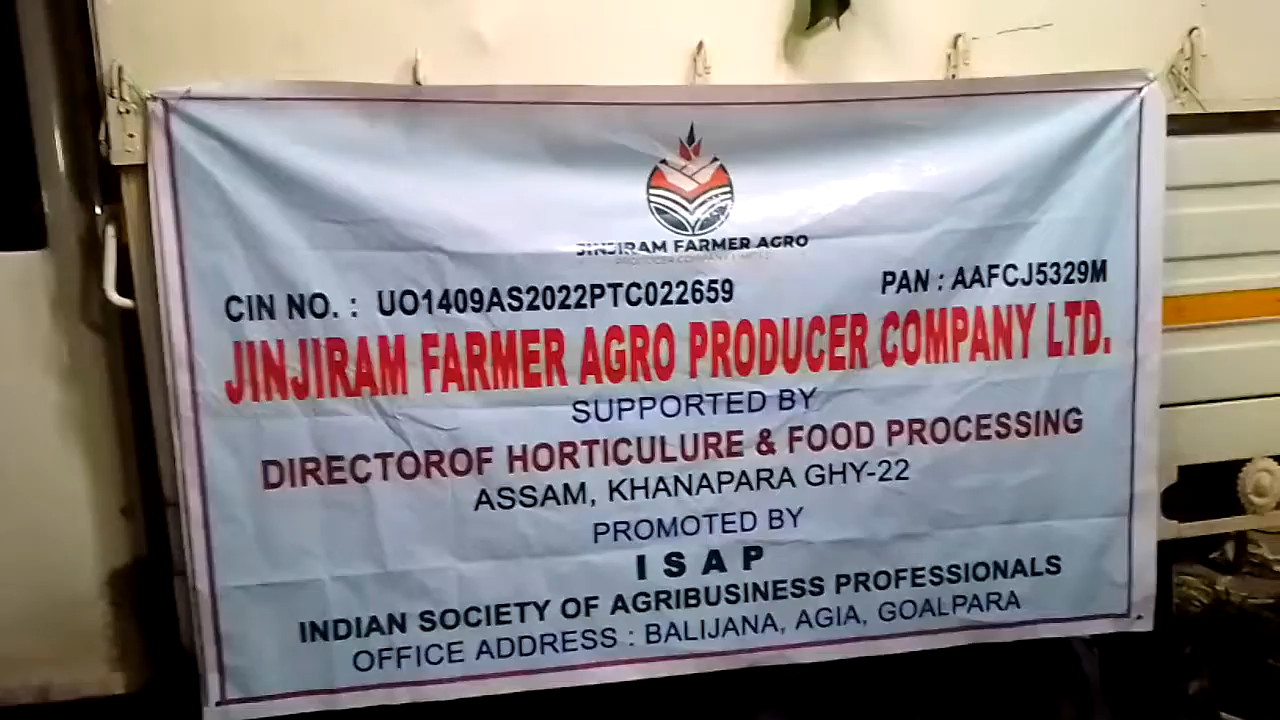 JINJIRAM FARMER AGRO
CIN NO. : UO1409AS2022PTC022659 PAN : AAFCJ5329M
JINJIRAM FARMER AGRO PRODUCER COMPANY LTD.
SUPPORTED BY
DIRECTOROF HORTICULURE & FOOD PROCESSING
ASSAM, KHANAPARA GHY-22
PROMOTED BY
I S A P
INDIAN SOCIETY OF AGRIBUSINESS PROFESSIONALS
OFFICE ADDRESS : BALIJANA, AGIA, GOALPARA